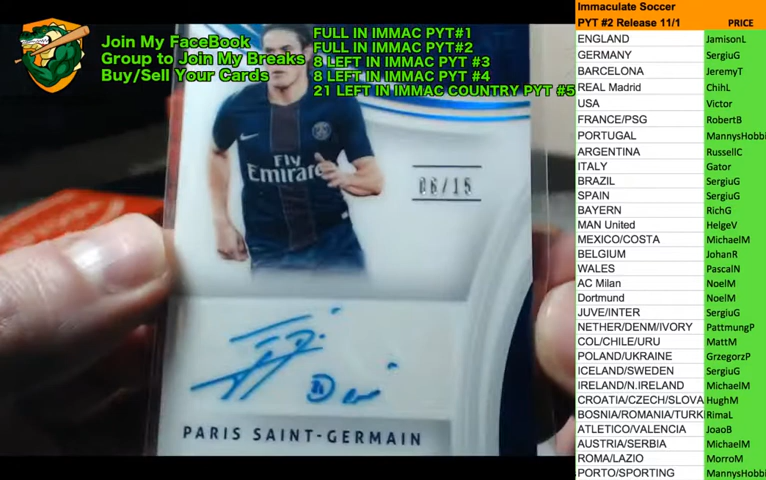 Join My FaceBook
Group to Join My Breaks
Buy/Sell Your Cards
FULL IN IMMAC PYT#1
FULL IN IMMAC PYT#2
8 LEFT IN IMMAC PYT #3
8 LEFT IN IMMAC PYT #4
21 LEFT IN IMMAC COUNTRY PYT #5
Fly
Emirates
06/15
PARIS SAINT-GERMAIN
Immaculate Soccer
PYT #2 Release 11/1 PRICE
ENGLAND JamisonL
GERMANY SergiuG
BARCELONA JeremyT
REAL Madrid ChihL
USA Victor
FRANCE/PSG RobertB
PORTUGAL MannysHobbi
ARGENTINA RussellC
ITALY Gator
BRAZIL SergiuG
SPAIN SergiuG
BAYERN RichG
MAN United HelgeV
MEXICO/COSTA MichaelM
BELGIUM JohanR
WALES PascalN
AC Milan NoelM
Dortmund NoelM
JUVE/INTER SergiuG
NETHER/DENM/IVORY PattmungP
COL/CHILE/URU MattM
POLAND/UKRAINE GrzegorzP
ICELAND/SWEDEN SergiuG
IRELAND/N.IRELAND MichaelM
CROATIA/CZECH/SLOVA HughM
BOSNIA/ROMANIA/TURK RimaL
ATLETICO/VALENCIA JoaoB
AUSTRIA/SERBIA MichaelM
ROMA/LAZIO MorroM
PORTO/SPORTING MannysHobbi